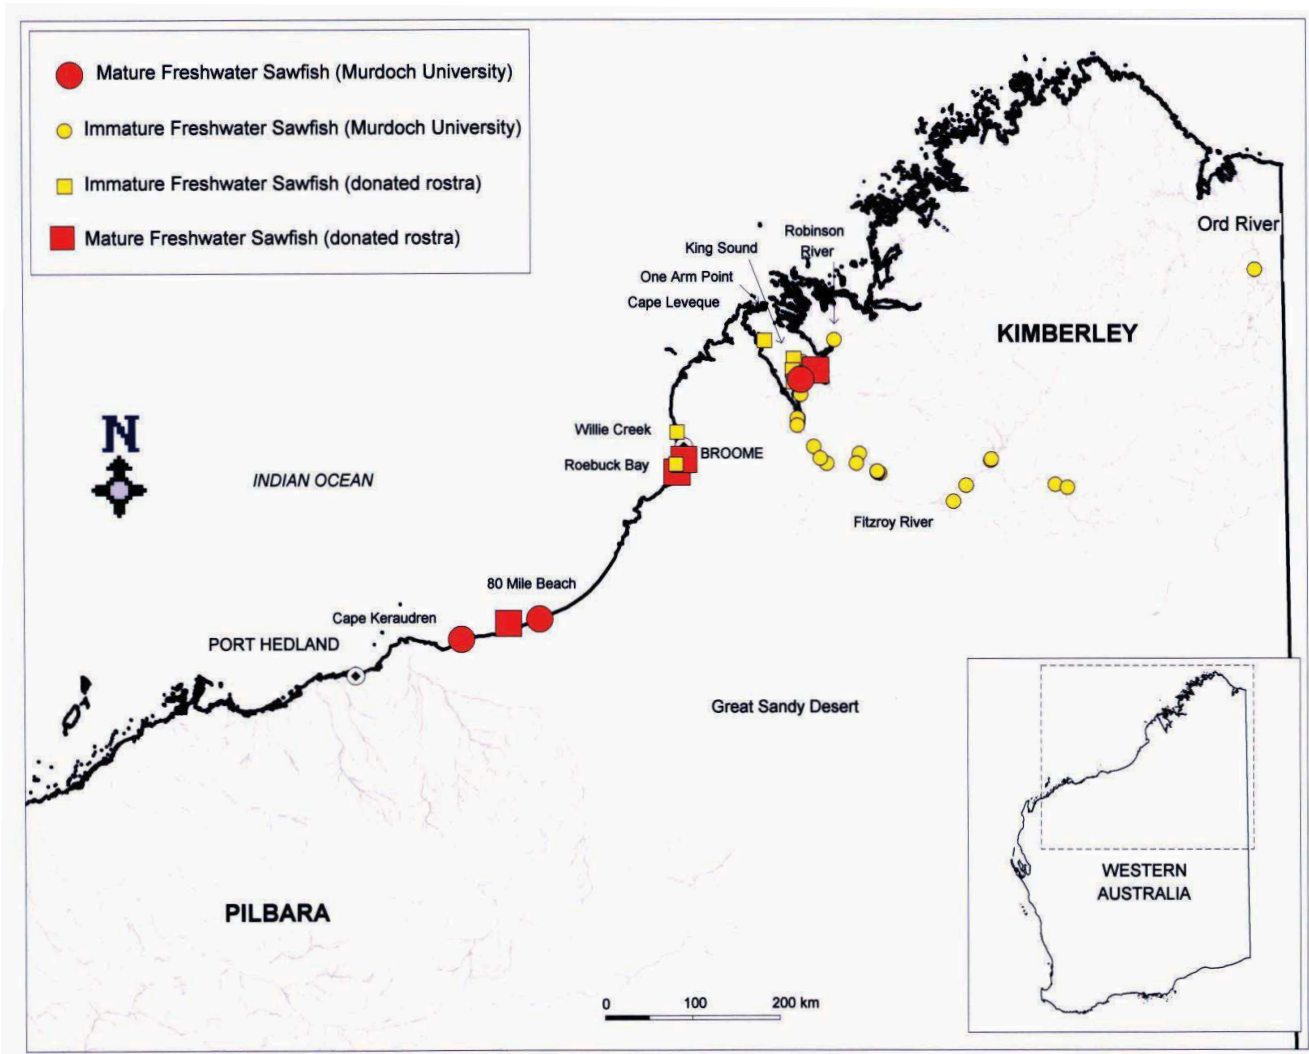 Mature Freshwater Sawfish (Murdoch University)
Immature Freshwater Sawfish (Murdoch University)
Immature Freshwater Sawfish (donated rostra)
Mature Freshwater Sawfish (donated rostra)
Ord River
Robinson
River
King Sound
One Arm Point
Cape Leveque
KIMBERLEY
N
Willie Creek
BROOME
Roebuck Bay
INDIAN OCEAN
Fitzroy River
80 Mile Beach
Cape Keraudren
PORT HEDLAND
Great Sandy Desert
WESTERN
AUSTRALIA
PILBARA
0 100 200 km